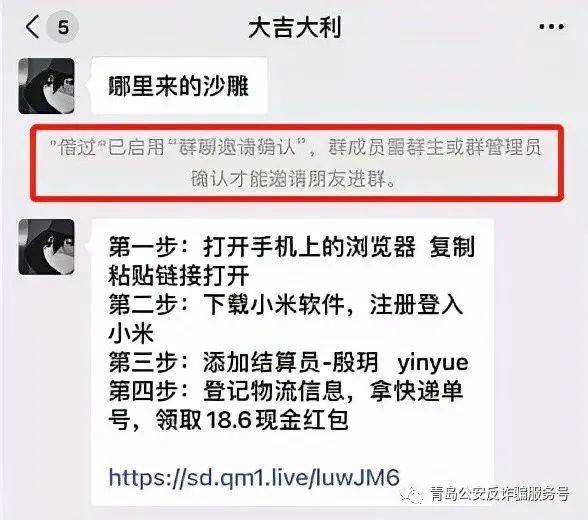 5
大吉大利
哪里来的沙雕
"借过"已启用"群聊邀请确认",群成员需群主或群管理员
确认才能邀请朋友进群。
第一步:打开手机上的浏览器 复制
粘贴链接打开
第二步:下载小米软件,注册登入
小米
第三步:添加结算员-殷玥 yinyue
第四步:登记物流信息,拿快递单
号,领取18.6现金红包
https://sd.qm1.live/luwJM6
青岛公安反诈骗服务号